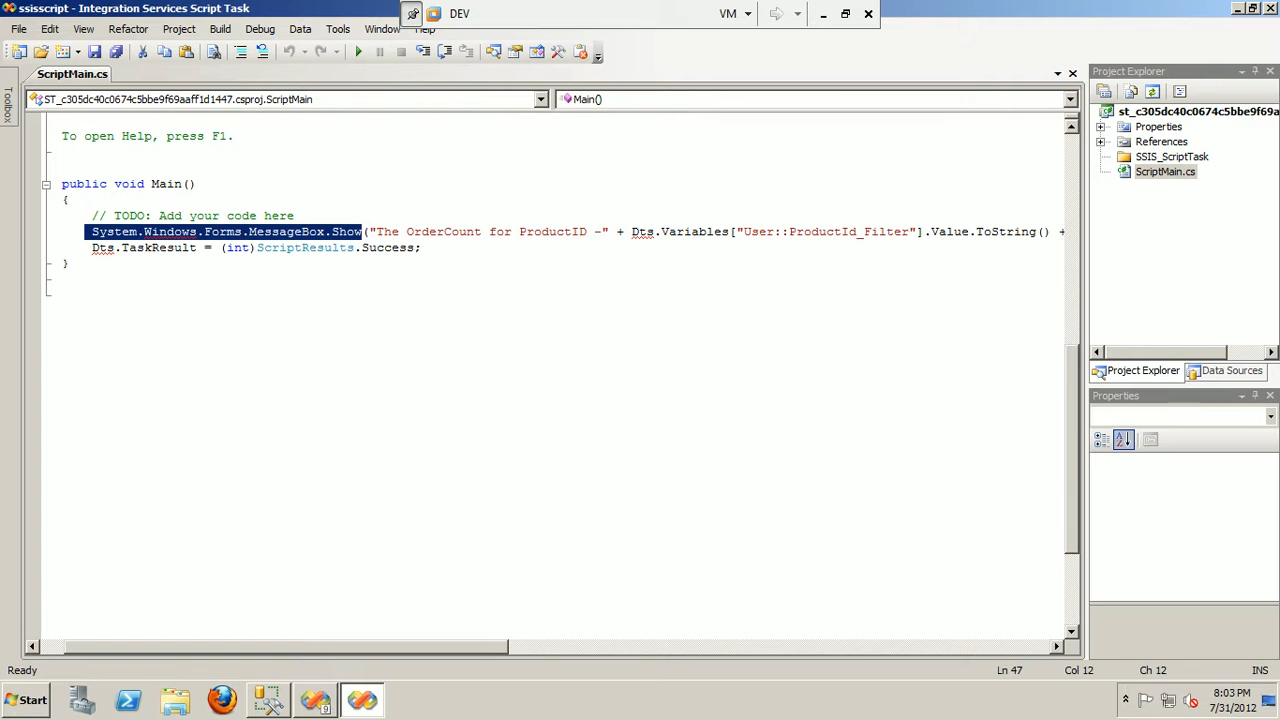 ssisscript - Integration Services Script Task
DEV
VM
File Edit View Refactor Project Build Debug Data Tools Window Help
Toolbox
ScriptMain.cs
ST_c305dc40c0674c5bbe9f69aaff1d1447.csproj.ScriptMain
Main()
To open Help, press F1.
public void Main()
{
// TODO: Add your code here
System.Windows.Forms.MessageBox.Show("The OrderCount for ProductID -" + Dts.Variables["User::ProductId_Filter"].Value.ToString() +
Dts.TaskResult = (int)ScriptResults.Success;
}
Project Explorer
st_c305dc40c0674c5bbe9f69a
Properties
References
SSIS_ScriptTask
ScriptMain.cs
Project Explorer Data Sources
Properties
Ready
Ln 47 Col 12 Ch 12 INS
Start
9
8:03 PM
7/31/2012